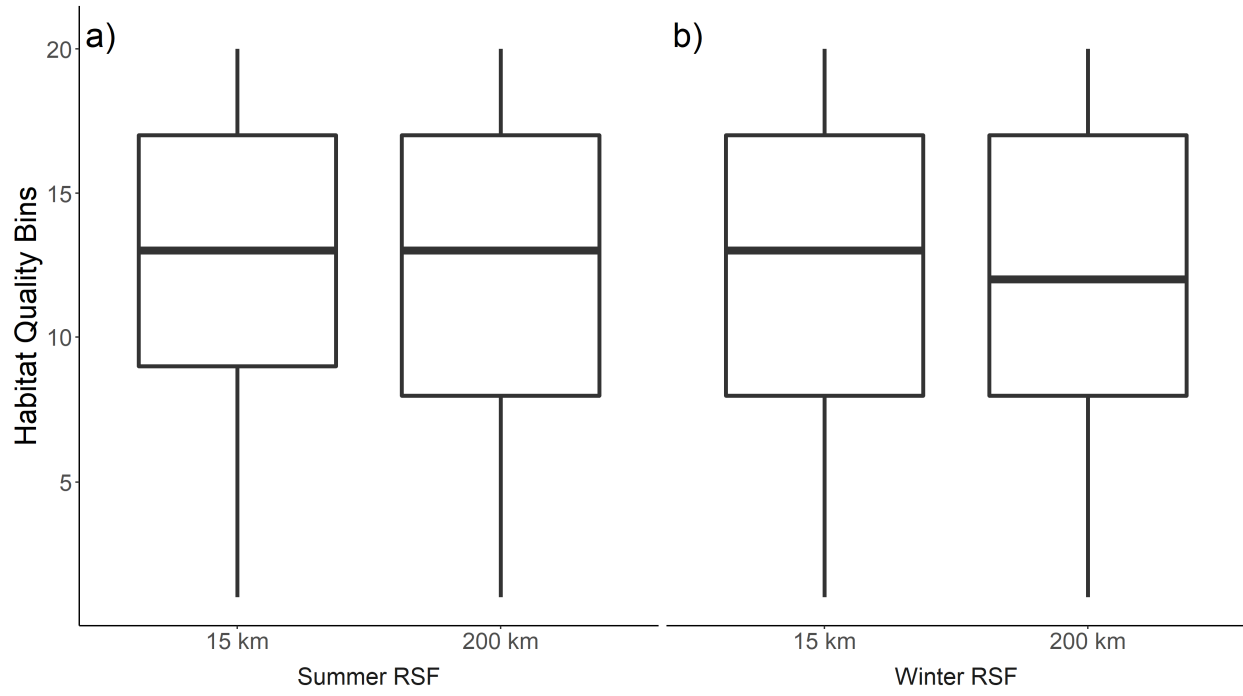 a)
b)
Habitat Quality Bins
20
15
10
5
15 km
200 km
15 km
200 km
Summer RSF
Winter RSF